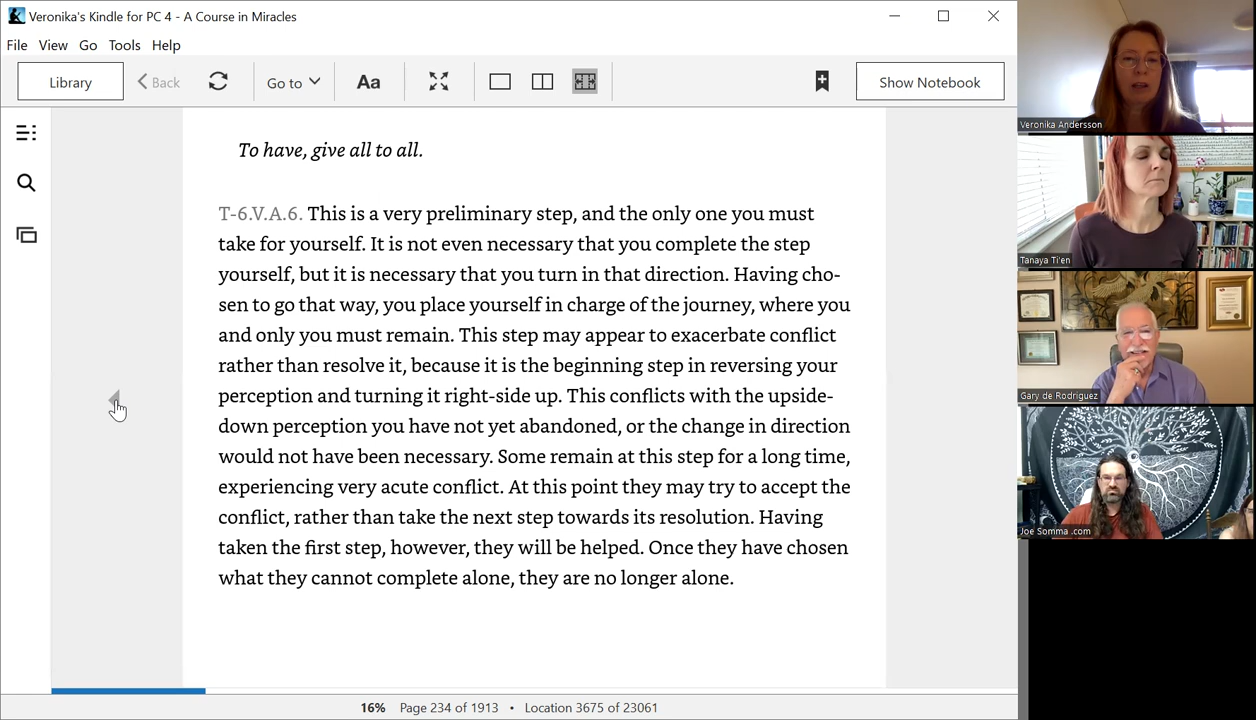 Veronika's Kindle for PC 4 - A Course in Miracles
File View Go Tools Help
Library
Back
Go to
Aa
Show Notebook
To have, give all to all.
T-6.V.A.6. This is a very preliminary step, and the only one you must
take for yourself. It is not even necessary that you complete the step
yourself, but it is necessary that you turn in that direction. Having cho-
sen to go that way, you place yourself in charge of the journey, where you
and only you must remain. This step may appear to exacerbate conflict
rather than resolve it, because it is the beginning step in reversing your
perception and turning it right-side up. This conflicts with the upside-
down perception you have not yet abandoned, or the change in direction
would not have been necessary. Some remain at this step for a long time,
experiencing very acute conflict. At this point they may try to accept the
conflict, rather than take the next step towards its resolution. Having
taken the first step, however, they will be helped. Once they have chosen
what they cannot complete alone, they are no longer alone.
16% Page 234 of 1913 • Location 3675 of 23061
Veronika Andersson
Tanaya Ti'en
Gary de Rodriguez
Joe Somma .com